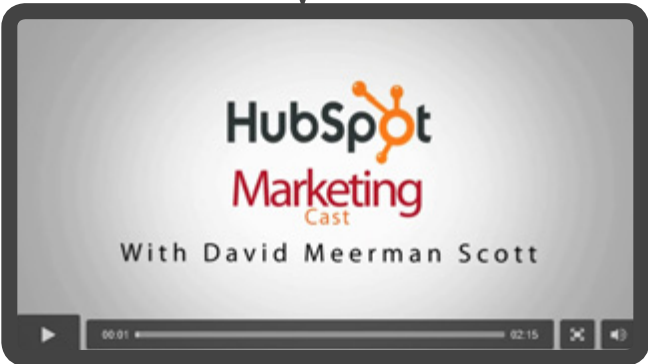 HubSpot
Marketing
Cast
With David Meerman Scott
00:01 02:15